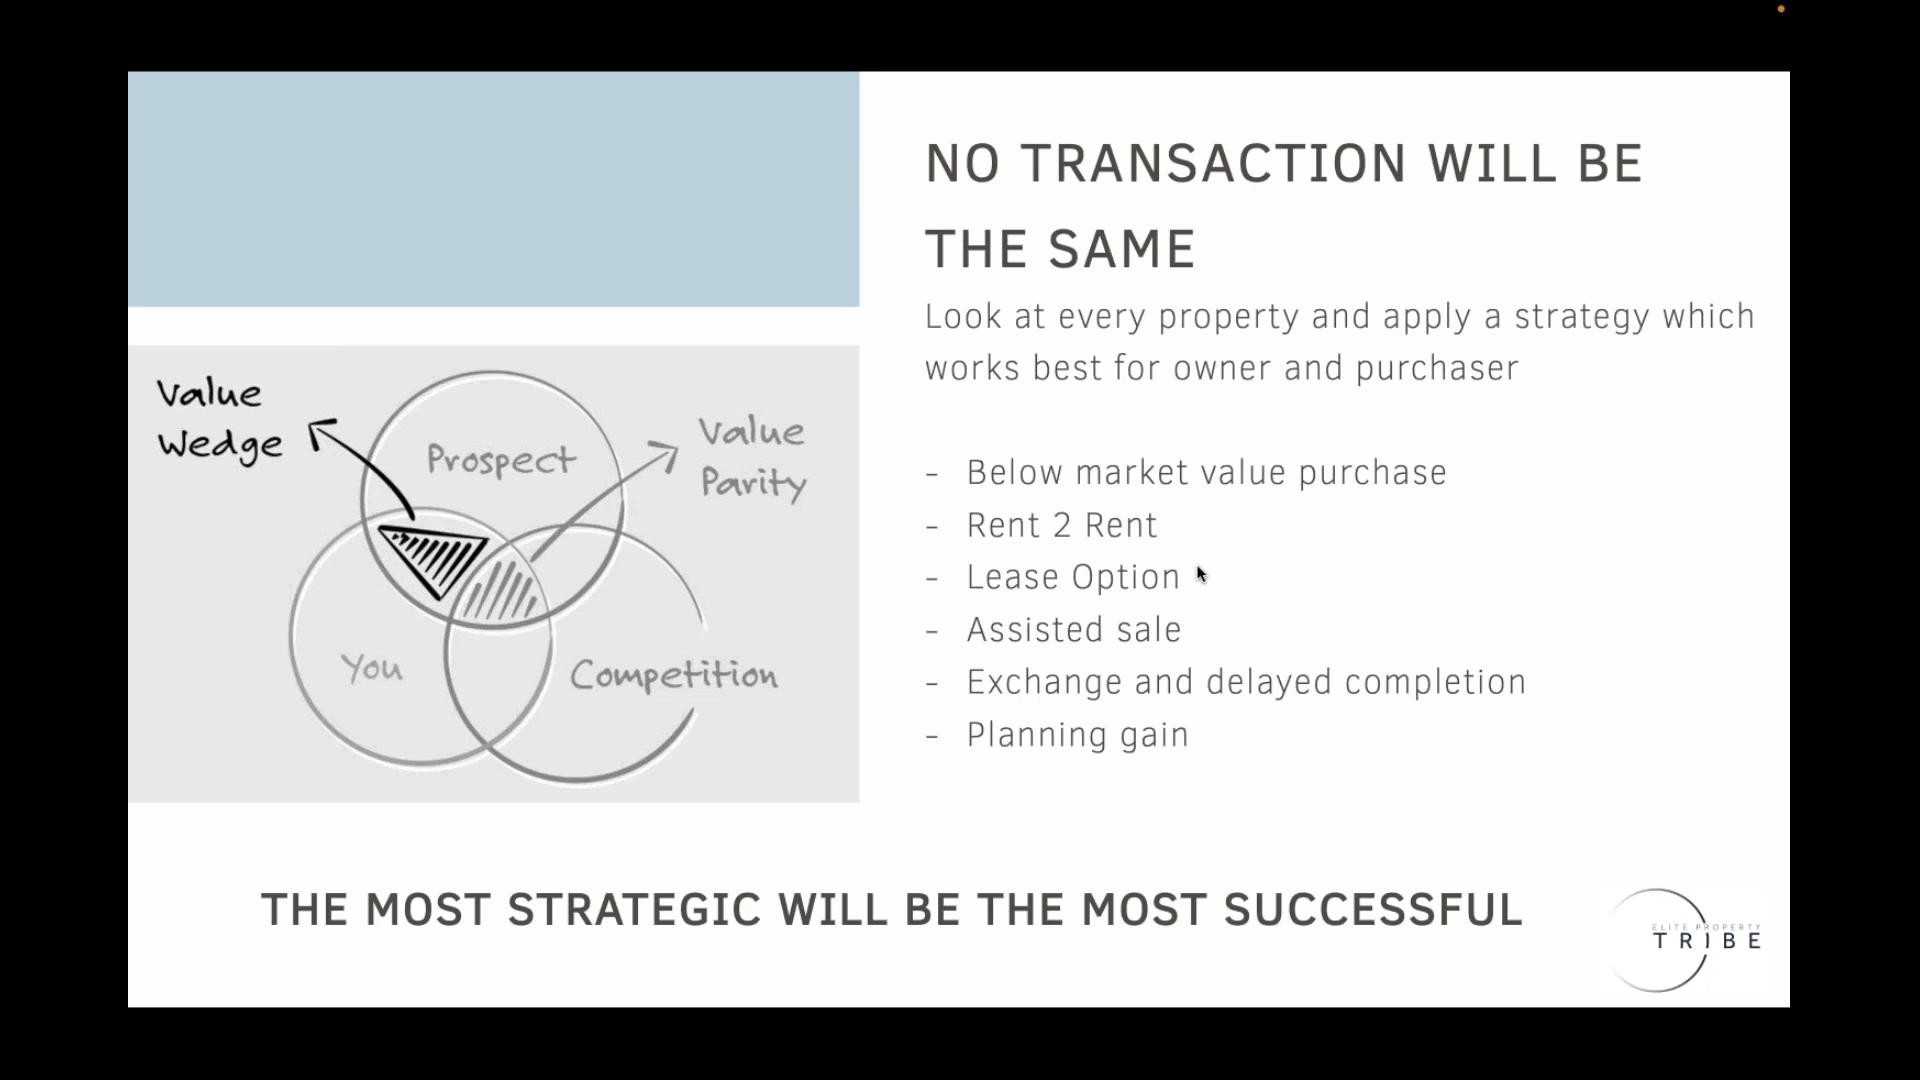 NO TRANSACTION WILL BE
THE SAME
Look at every property and apply a strategy which
works best for owner and purchaser
- Below market value purchase
- Rent 2 Rent
- Lease Option
- Assisted sale
- Exchange and delayed completion
- Planning gain
Value
Wedge
Prospect
Value
Parity
You
Competition
THE MOST STRATEGIC WILL BE THE MOST SUCCESSFUL
ELITE PROPERTY
TRIBE